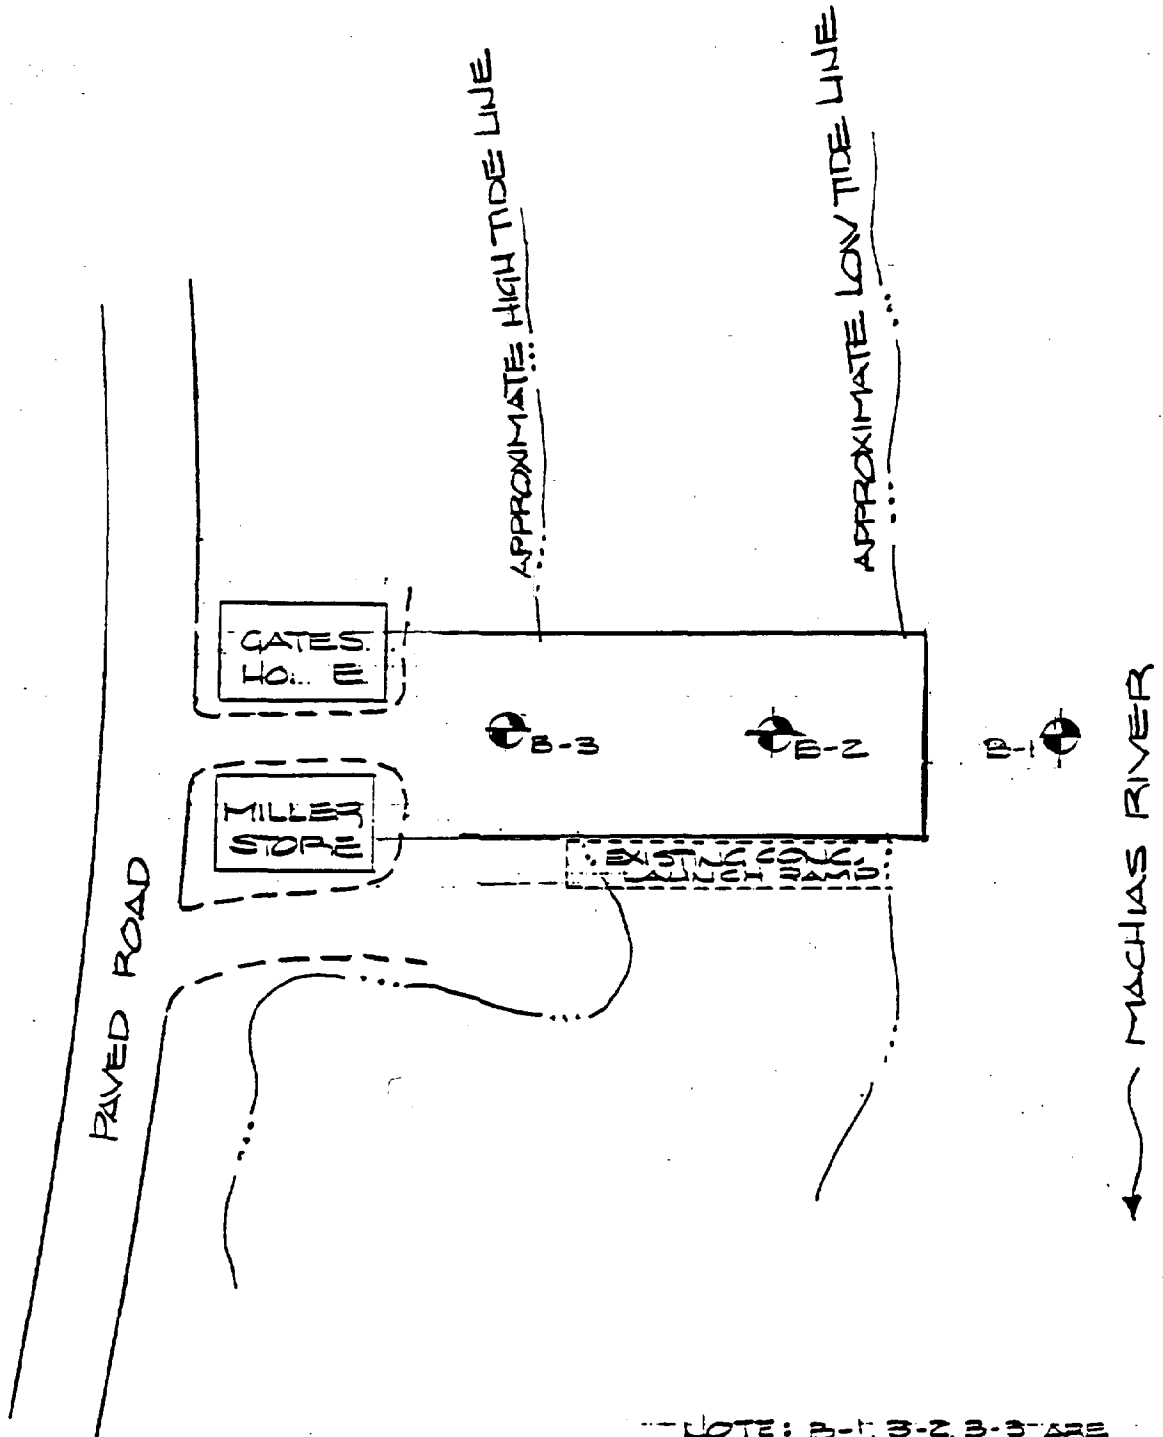 APPROXIMATE HIGH TIDE LINE
APPROXIMATE LOW TIDE LINE
GATES
B-3
B-2
B-1
MILLER
STORE
EXISTING CONC.
LAUNCH RAMP
PAVED ROAD
MACHIAS RIVER
NOTE: B-1, B-2, B-3 ARE